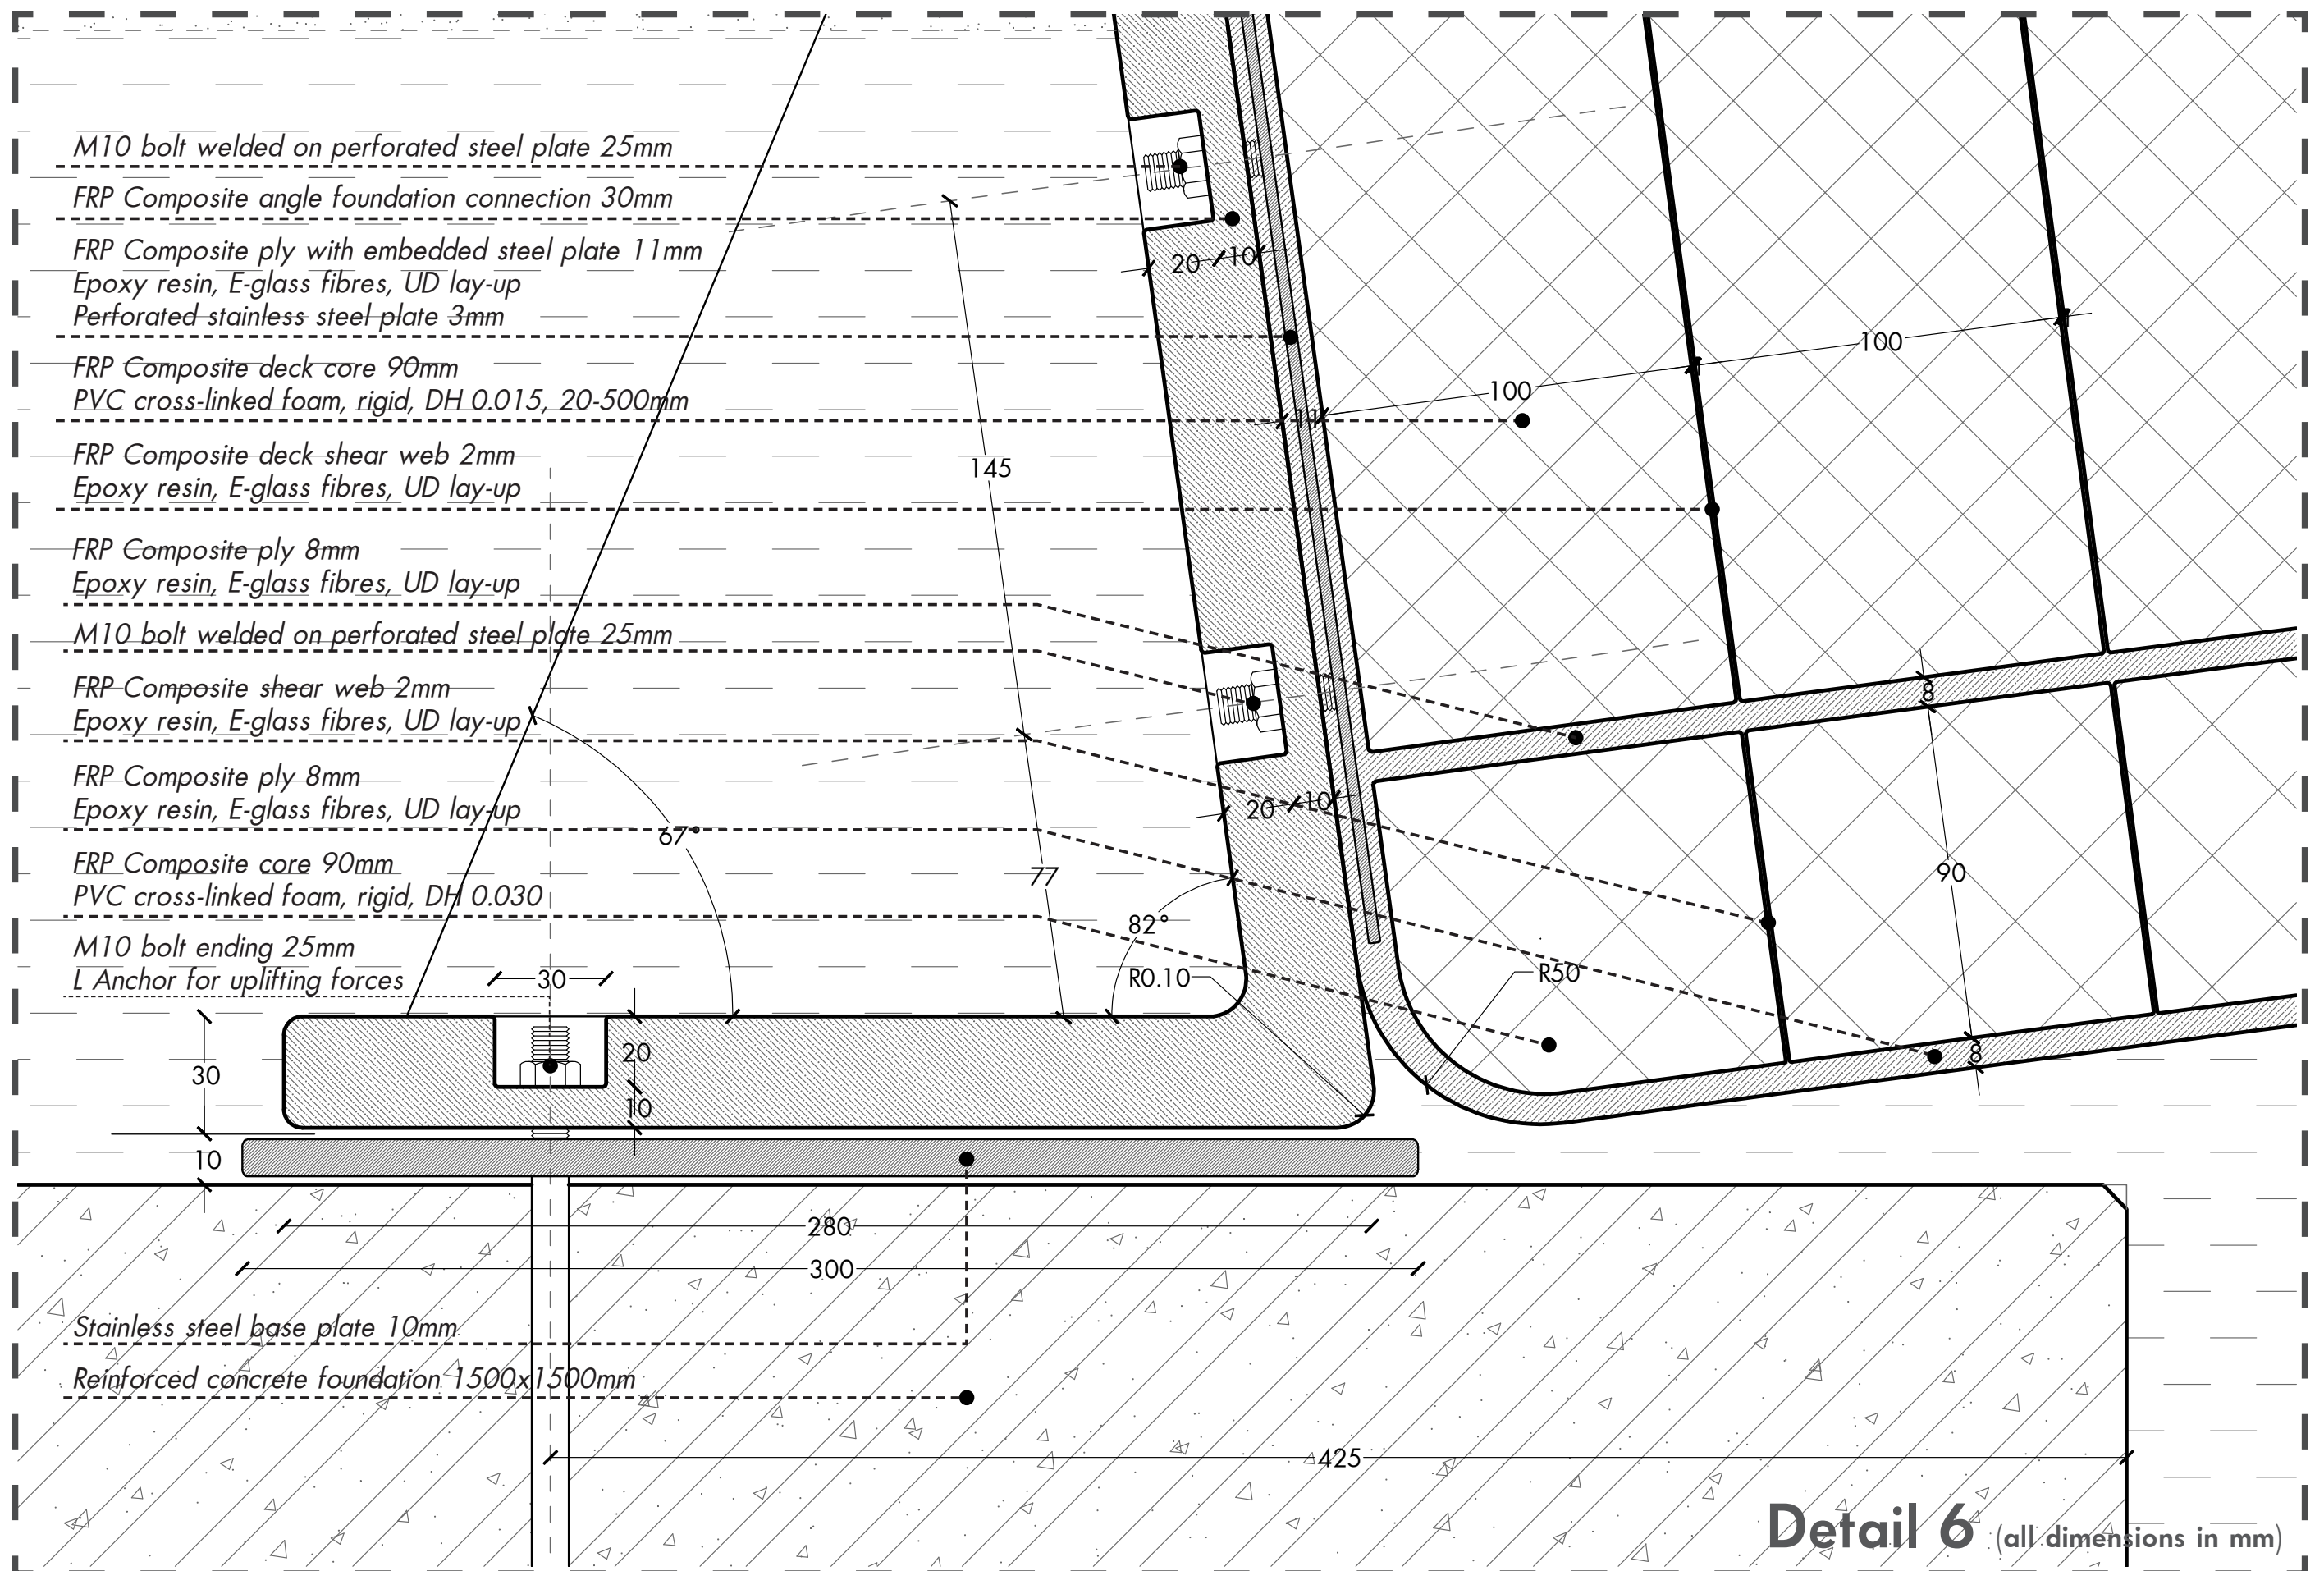 M10 bolt welded on perforated steel plate 25mm
FRP Composite angle foundation connection 30mm
FRP Composite ply with embedded steel plate 11mm
Epoxy resin, E-glass fibres, UD lay-up
Perforated stainless steel plate 3mm
FRP Composite deck core 90mm
PVC cross-linked foam, rigid, DH 0.015, 20-500mm
FRP Composite deck shear web 2mm
Epoxy resin, E-glass fibres, UD lay-up
FRP Composite ply 8mm
Epoxy resin, E-glass fibres, UD lay-up
M10 bolt welded on perforated steel plate 25mm
FRP Composite shear web 2mm
Epoxy resin, E-glass fibres, UD lay-up
FRP Composite ply 8mm
Epoxy resin, E-glass fibres, UD lay-up
FRP Composite core 90mm
PVC cross-linked foam, rigid, DH 0.030
M10 bolt ending 25mm
L Anchor for uplifting forces
20
10
100
100
11
145
8
20
10
67°
77
90
82°
R0.10
R50
30
20
30
10
8
10
280
300
Stainless steel base plate 10mm
Reinforced concrete foundation 1500x1500mm
425
Detail 6 (all dimensions in mm)